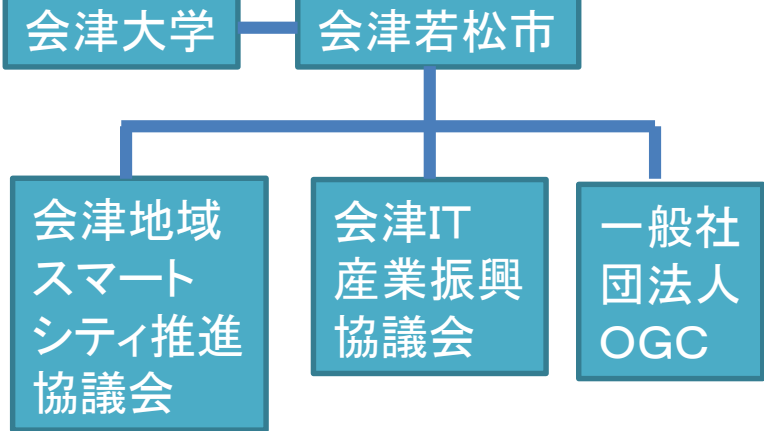 会津大学
会津若松市
会津地域
スマート
シティ推進
協議会
会津IT
産業振興
協議会
一般社
団法人
OGC